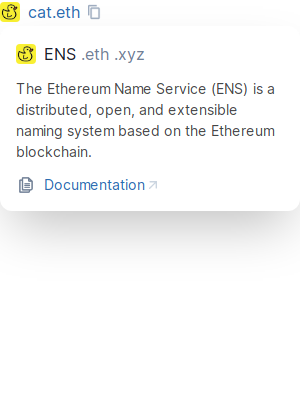 cat.eth
ENS .eth .xyz
The Ethereum Name Service (ENS) is a
distributed, open, and extensible
naming system based on the Ethereum
blockchain.
Documentation